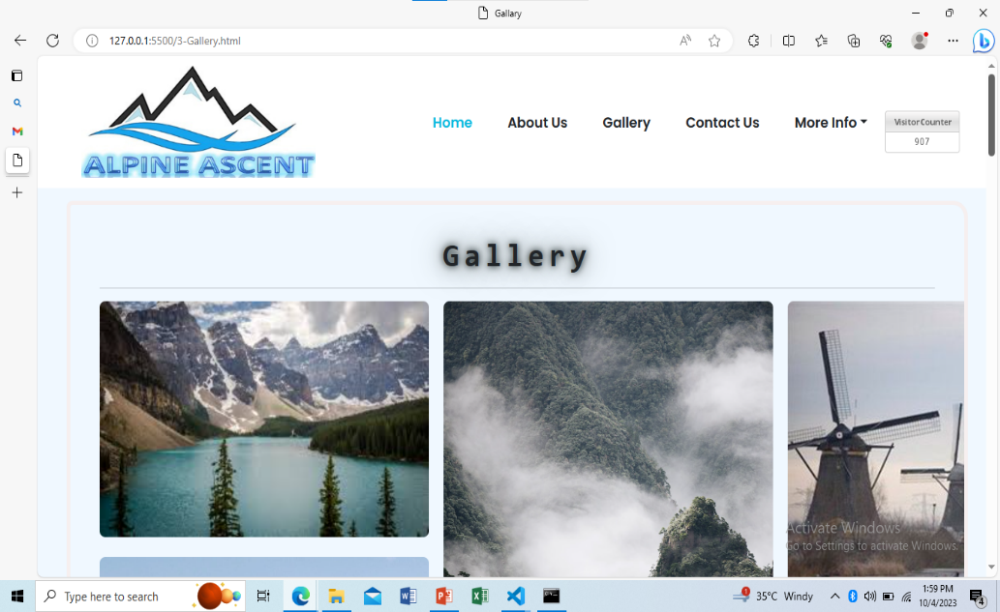 Gallary
127.0.0.1:5500/3-Gallery.html
ALPINE ASCENT
Home About Us Gallery Contact Us More Info
Visitor Counter
907
Gallery
Activate Windows
Go to Settings to activate Windows.
Type here to search
35°C Windy
1:59 PM
10/4/2023
4